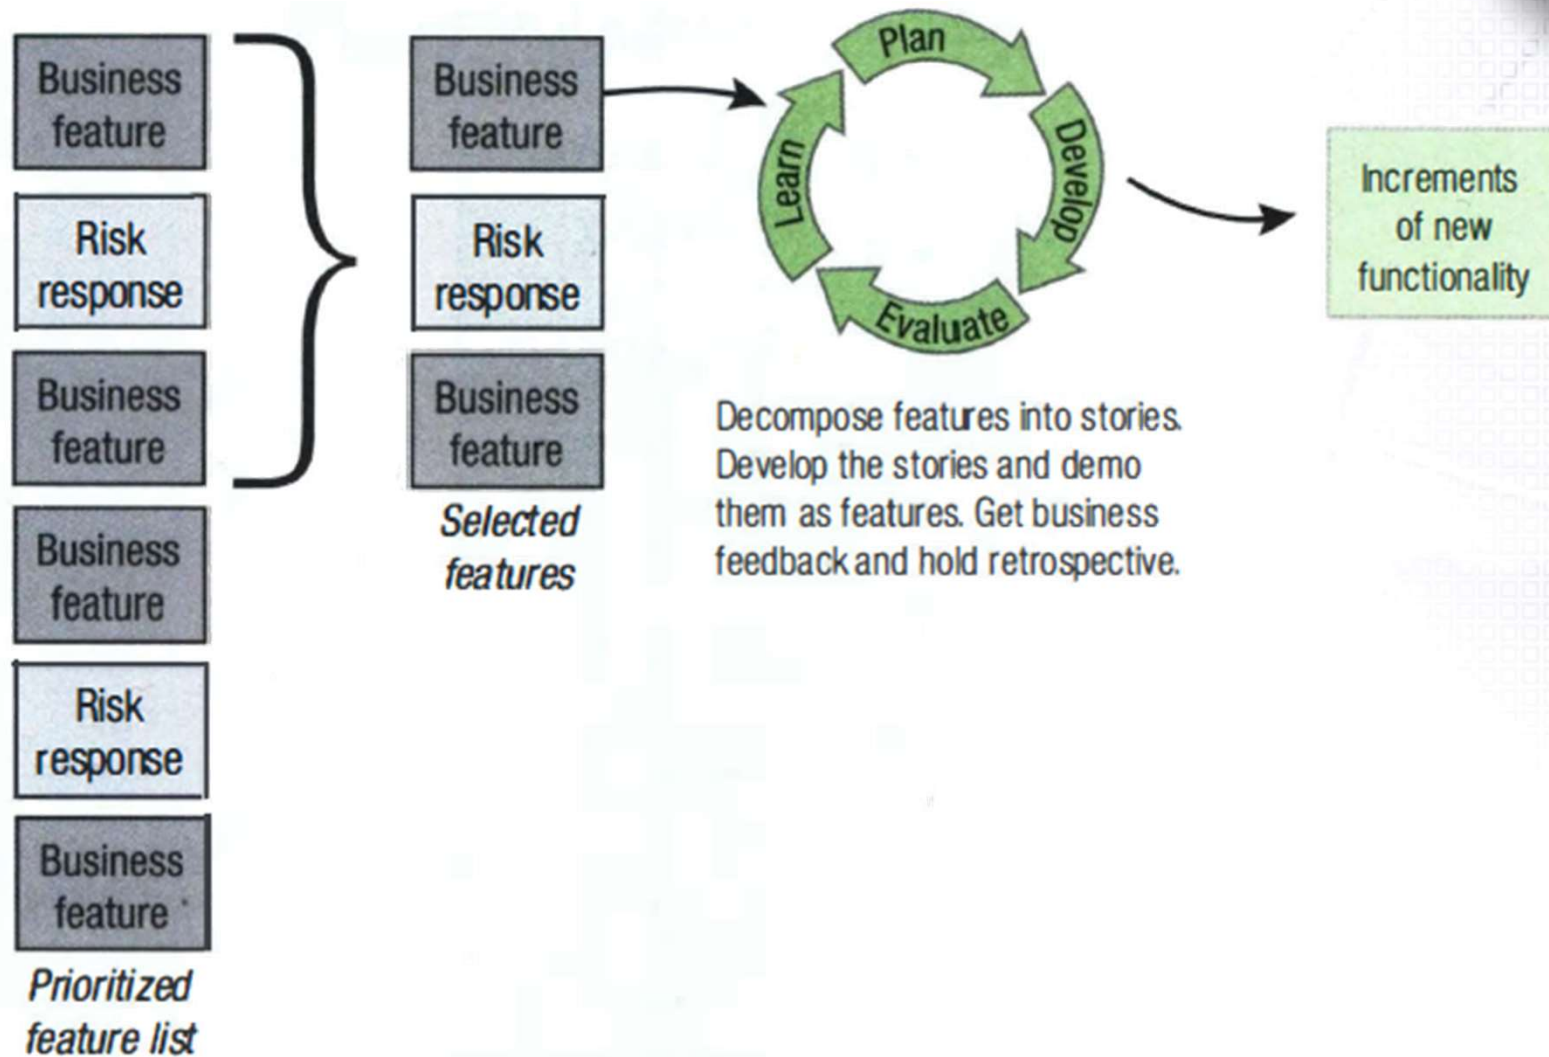 Business
feature
Risk
response
Business
feature
Business
feature
Risk
response
Business
feature
Prioritized
feature list
Business
feature
Risk
response
Business
feature
Selected
features
Plan
Develop
Evaluate
Learn
Decompose features into stories.
Develop the stories and demo
them as features. Get business
feedback and hold retrospective.
Increments
of new
functionality